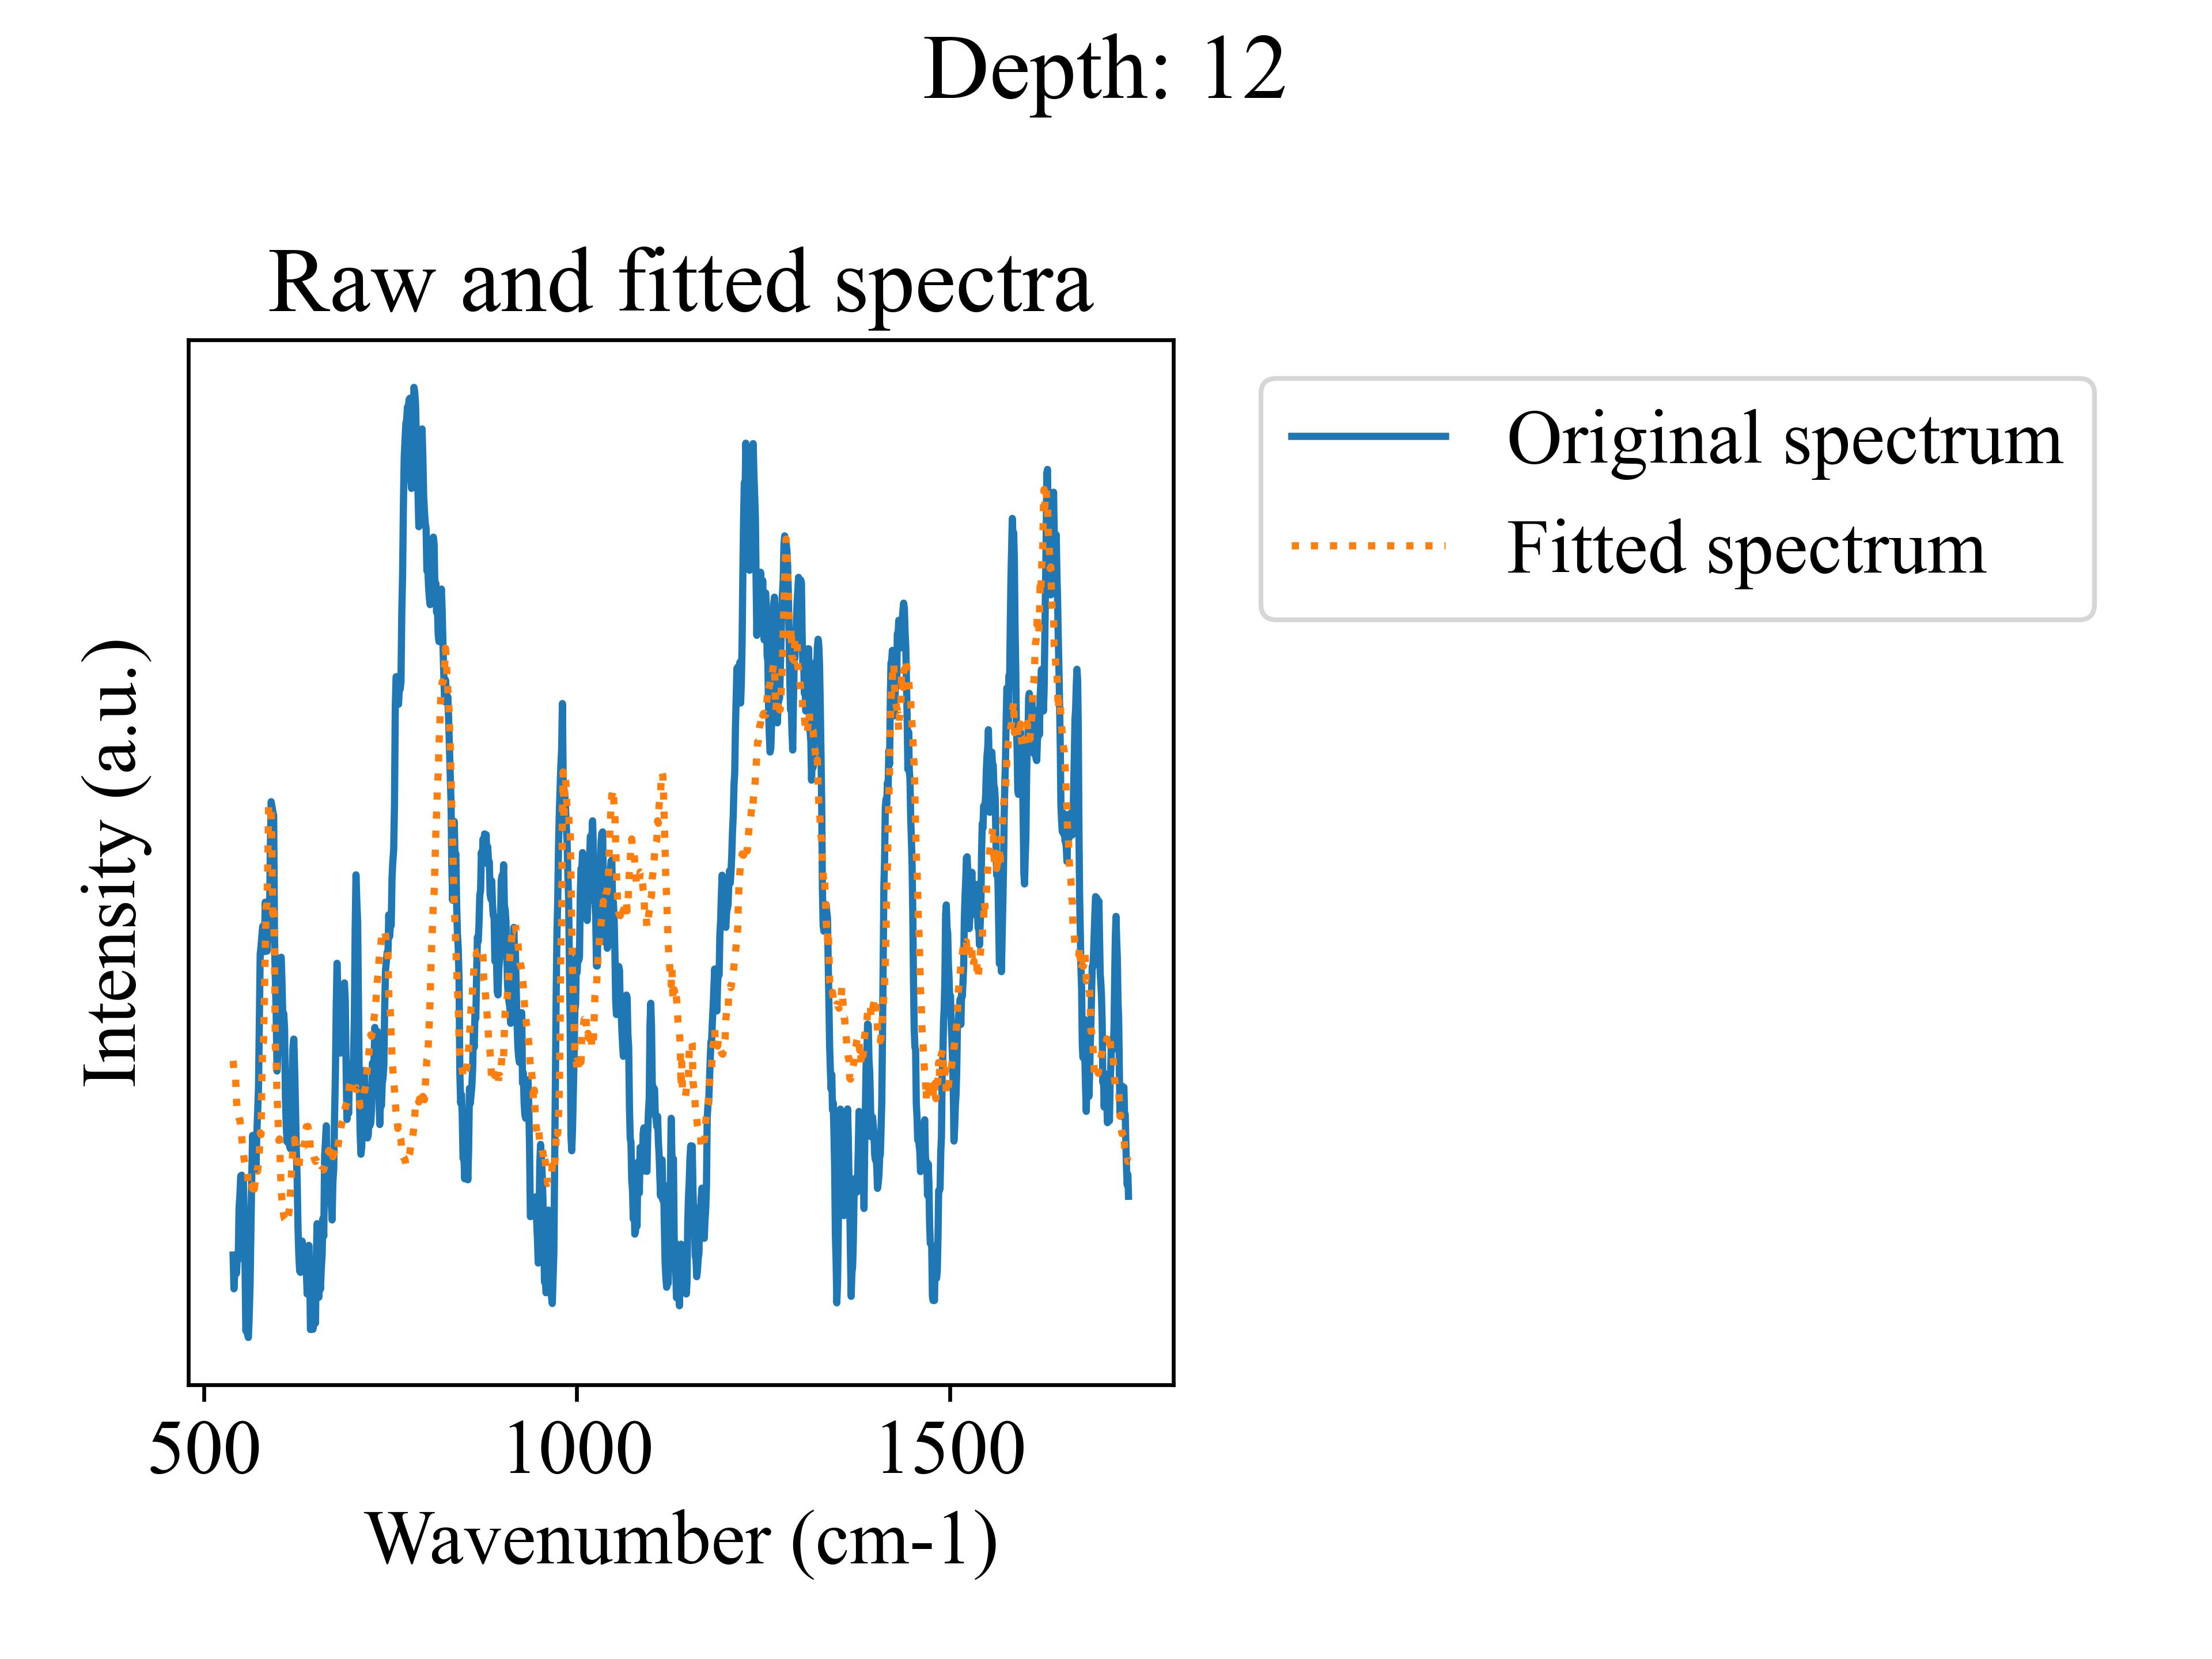 Depth: 12
Raw and fitted spectra
Original spectrum
Fitted spectrum
Intensity (a.u.)
500 1000 1500
Wavenumber (cm-1)